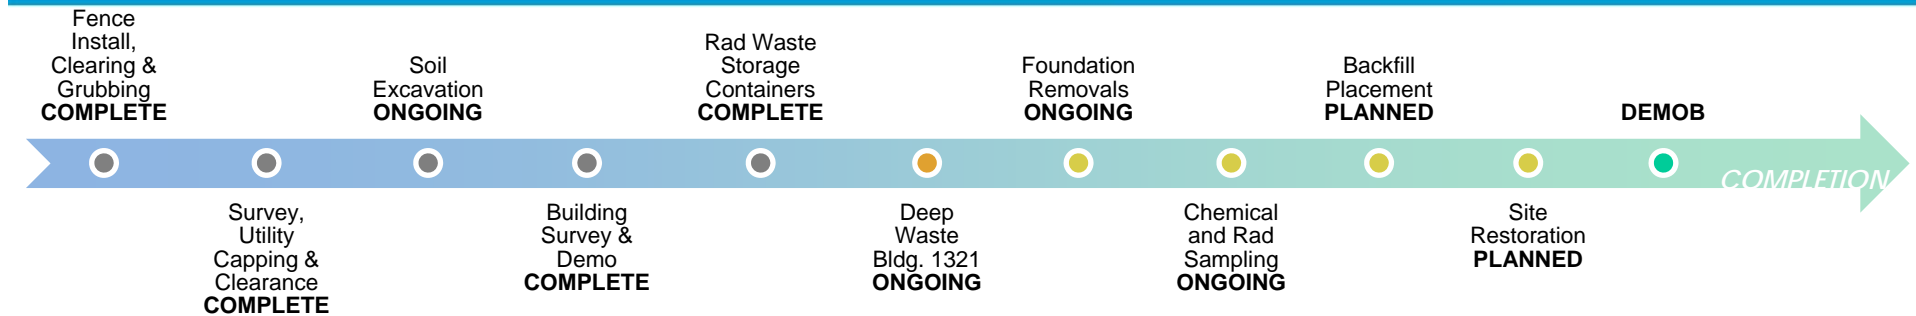 Fence
Install,
Clearing &
Grubbing
COMPLETE
Survey,
Utility
Capping &
Clearance
COMPLETE
Soil
Excavation
ONGOING
Building
Survey &
Demo
COMPLETE
Rad Waste
Storage
Containers
COMPLETE
Deep
Waste
Bldg. 1321
ONGOING
Foundation
Removals
ONGOING
Chemical
and Rad
Sampling
ONGOING
Backfill
Placement
PLANNED
Site
Restoration
PLANNED
DEMOB
COMPLETION